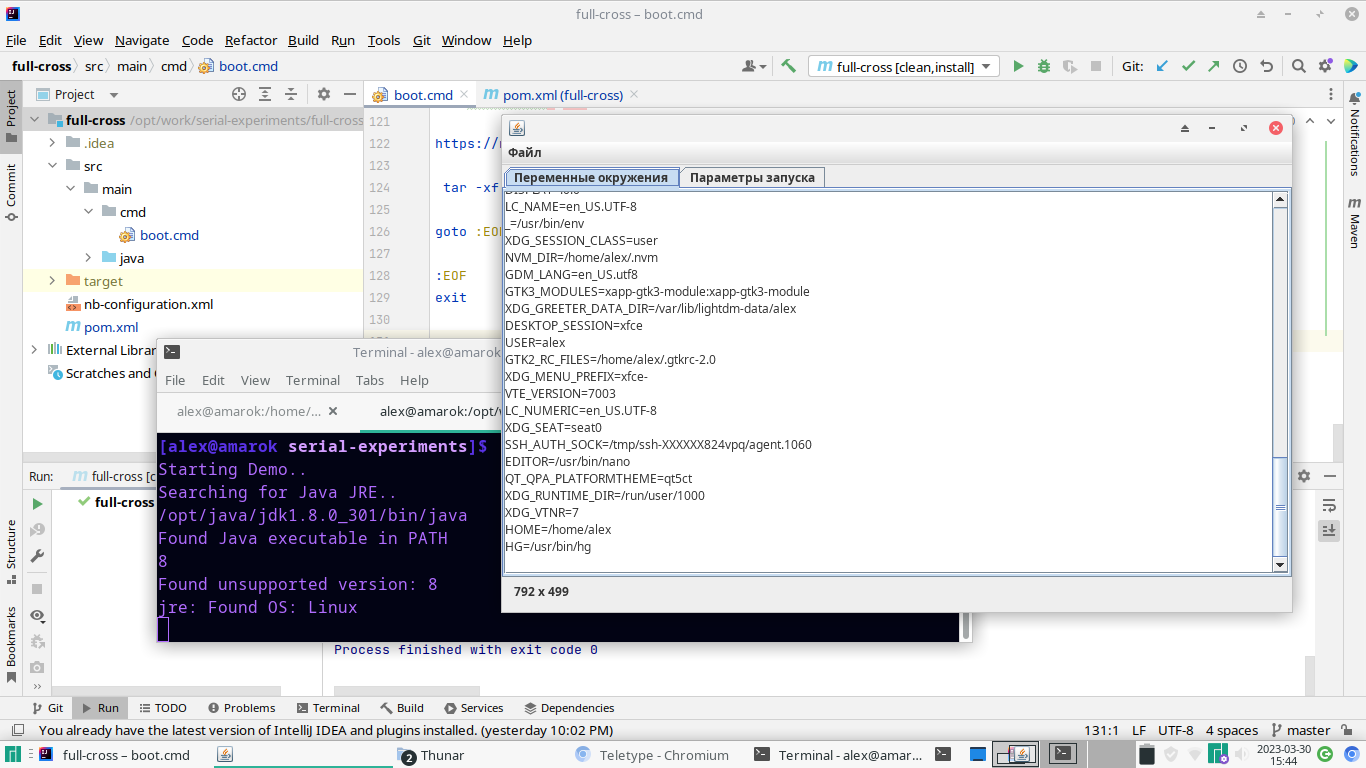 full-cross – boot.cmd
File Edit View Navigate Code Refactor Build Run Tools Git Window Help
full-cross src main cmd boot.cmd
full-cross [clean,install]
Git:
Project
boot.cmd
pom.xml (full-cross)
Project
Commit
Structure
Bookmarks
Notifications
Maven
full-cross /opt/work/serial-experiments/full-cross
.idea
src
main
cmd
boot.cmd
java
target
nb-configuration.xml
pom.xml
External Librar
Scratches and
121
122 https://
123
124 tar -xf
125
126 goto :EO
127
128 :EOF
129 exit
130
Файл
Переменные окружения
Параметры запуска
LC_NAME=en_US.UTF-8
_=/usr/bin/env
XDG_SESSION_CLASS=user
NVM_DIR=/home/alex/.nvm
GDM_LANG=en_US.utf8
GTK3_MODULES=xapp-gtk3-module:xapp-gtk3-module
XDG_GREETER_DATA_DIR=/var/lib/lightdm-data/alex
DESKTOP_SESSION=xfce
USER=alex
GTK2_RC_FILES=/home/alex/.gtkrc-2.0
XDG_MENU_PREFIX=xfce-
VTE_VERSION=7003
LC_NUMERIC=en_US.UTF-8
XDG_SEAT=seat0
SSH_AUTH_SOCK=/tmp/ssh-XXXXXX824vpq/agent.1060
EDITOR=/usr/bin/nano
QT_QPA_PLATFORMTHEME=qt5ct
XDG_RUNTIME_DIR=/run/user/1000
XDG_VTNR=7
HOME=/home/alex
HG=/usr/bin/hg
792 x 499
Terminal - alex@amarok
File Edit View Terminal Tabs Help
alex@amarok:/home/...
alex@amarok:/opt/
[alex@amarok serial-experiments]$
Starting Demo..
Searching for Java JRE..
/opt/java/jdk1.8.0_301/bin/java
Found Java executable in PATH
8
Found unsupported version: 8
jre: Found OS: Linux
Run: full-cross [c
full-cross
Process finished with exit code 0
Git Run TODO Problems Terminal Build Services Dependencies
You already have the latest version of IntelliJ IDEA and plugins installed. (yesterday 10:02 PM)
131:1 LF UTF-8 4 spaces master
full-cross – boot.cmd
2
Thunar
Teletype - Chromium
Terminal - alex@amar...
2023-03-30
15:44